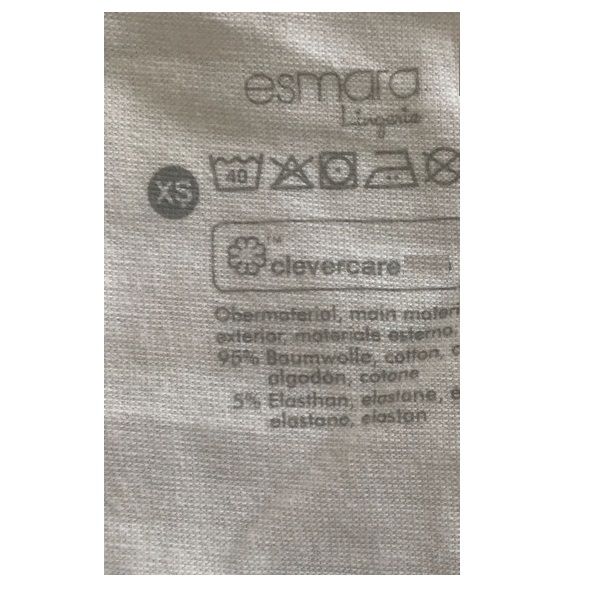 esmara
Lingerie
40
XS
clevercare
Obermaterial, main materi
exterior, materiale esterno
95% Baumwolle, cotton, c
algodón, cotone
5% Elasthan, elastane, e
elastano, elastan